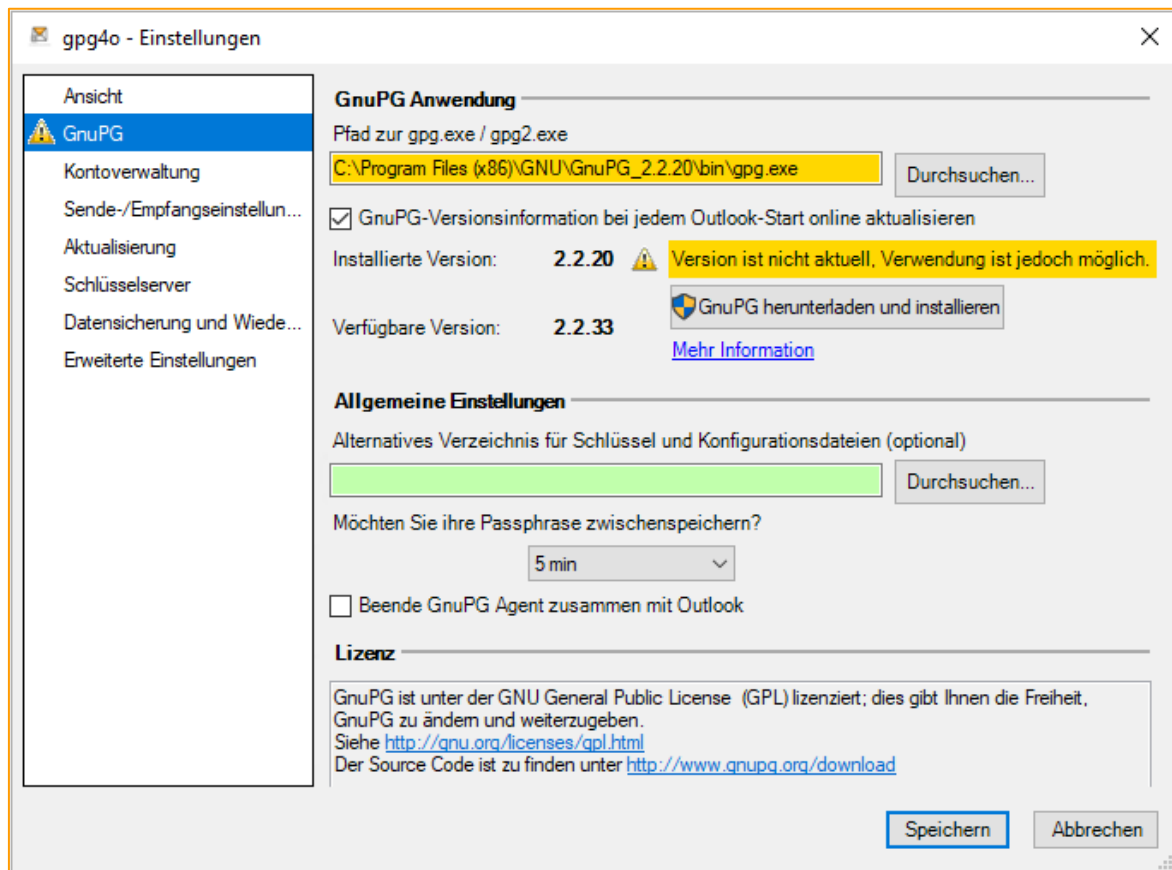 gpg4o - Einstellungen
Ansicht
GnuPG
Kontoverwaltung
Sende-/Empfangseinstellun...
Aktualisierung
Schlüsselserver
Datensicherung und Wiede...
Erweiterte Einstellungen
GnuPG Anwendung
Pfad zur gpg.exe / gpg2.exe
C:\Program Files (x86)\GNU\GnuPG_2.2.20\bin\gpg.exe
Durchsuchen...
GnuPG-Versionsinformation bei jedem Outlook-Start online aktualisieren
Installierte Version: 2.2.20 Version ist nicht aktuell, Verwendung ist jedoch möglich.
GnuPG herunterladen und installieren
Verfügbare Version: 2.2.33
Mehr Information
Allgemeine Einstellungen
Alternatives Verzeichnis für Schlüssel und Konfigurationsdateien (optional)
Durchsuchen...
Möchten Sie ihre Passphrase zwischenspeichern?
5 min
Beende GnuPG Agent zusammen mit Outlook
Lizenz
GnuPG ist unter der GNU General Public License (GPL) lizenziert; dies gibt Ihnen die Freiheit,
GnuPG zu ändern und weiterzugeben.
Siehe http://gnu.org/licenses/gpl.html
Der Source Code ist zu finden unter http://www.gnupg.org/download
Speichern
Abbrechen